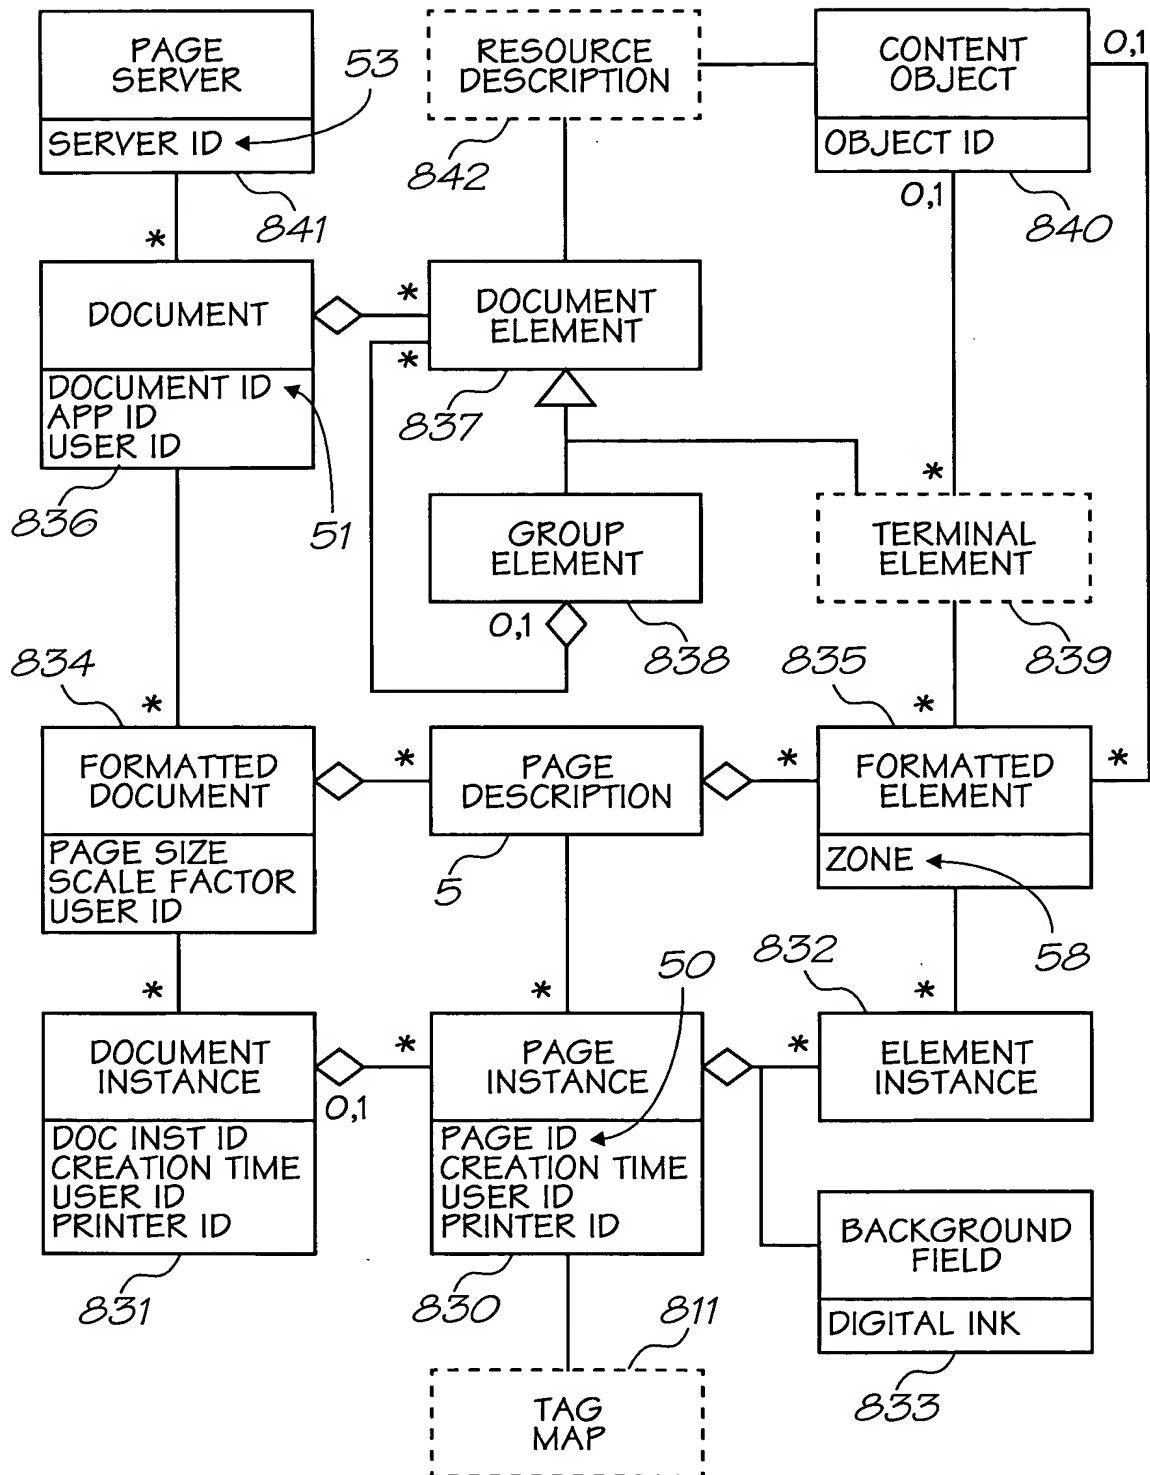 PAGE
SERVER
SERVER ID
53
841
RESOURCE
DESCRIPTION
842
CONTENT
OBJECT
OBJECT ID
0,1
0,1
840
*
DOCUMENT
DOCUMENT ID
APP ID
USER ID
836
51
*
*
DOCUMENT
ELEMENT
837
GROUP
ELEMENT
0,1
838
*
TERMINAL
ELEMENT
839
834
*
FORMATTED
DOCUMENT
PAGE SIZE
SCALE FACTOR
USER ID
*
PAGE
DESCRIPTION
5
835
*
*
*
FORMATTED
ELEMENT
ZONE
58
*
DOCUMENT
INSTANCE
0,1
DOC INST ID
CREATION TIME
USER ID
PRINTER ID
831
*
*
PAGE
INSTANCE
50
PAGE ID
CREATION TIME
USER ID
PRINTER ID
830
832
*
*
ELEMENT
INSTANCE
BACKGROUND
FIELD
DIGITAL INK
833
811
TAG
MAP